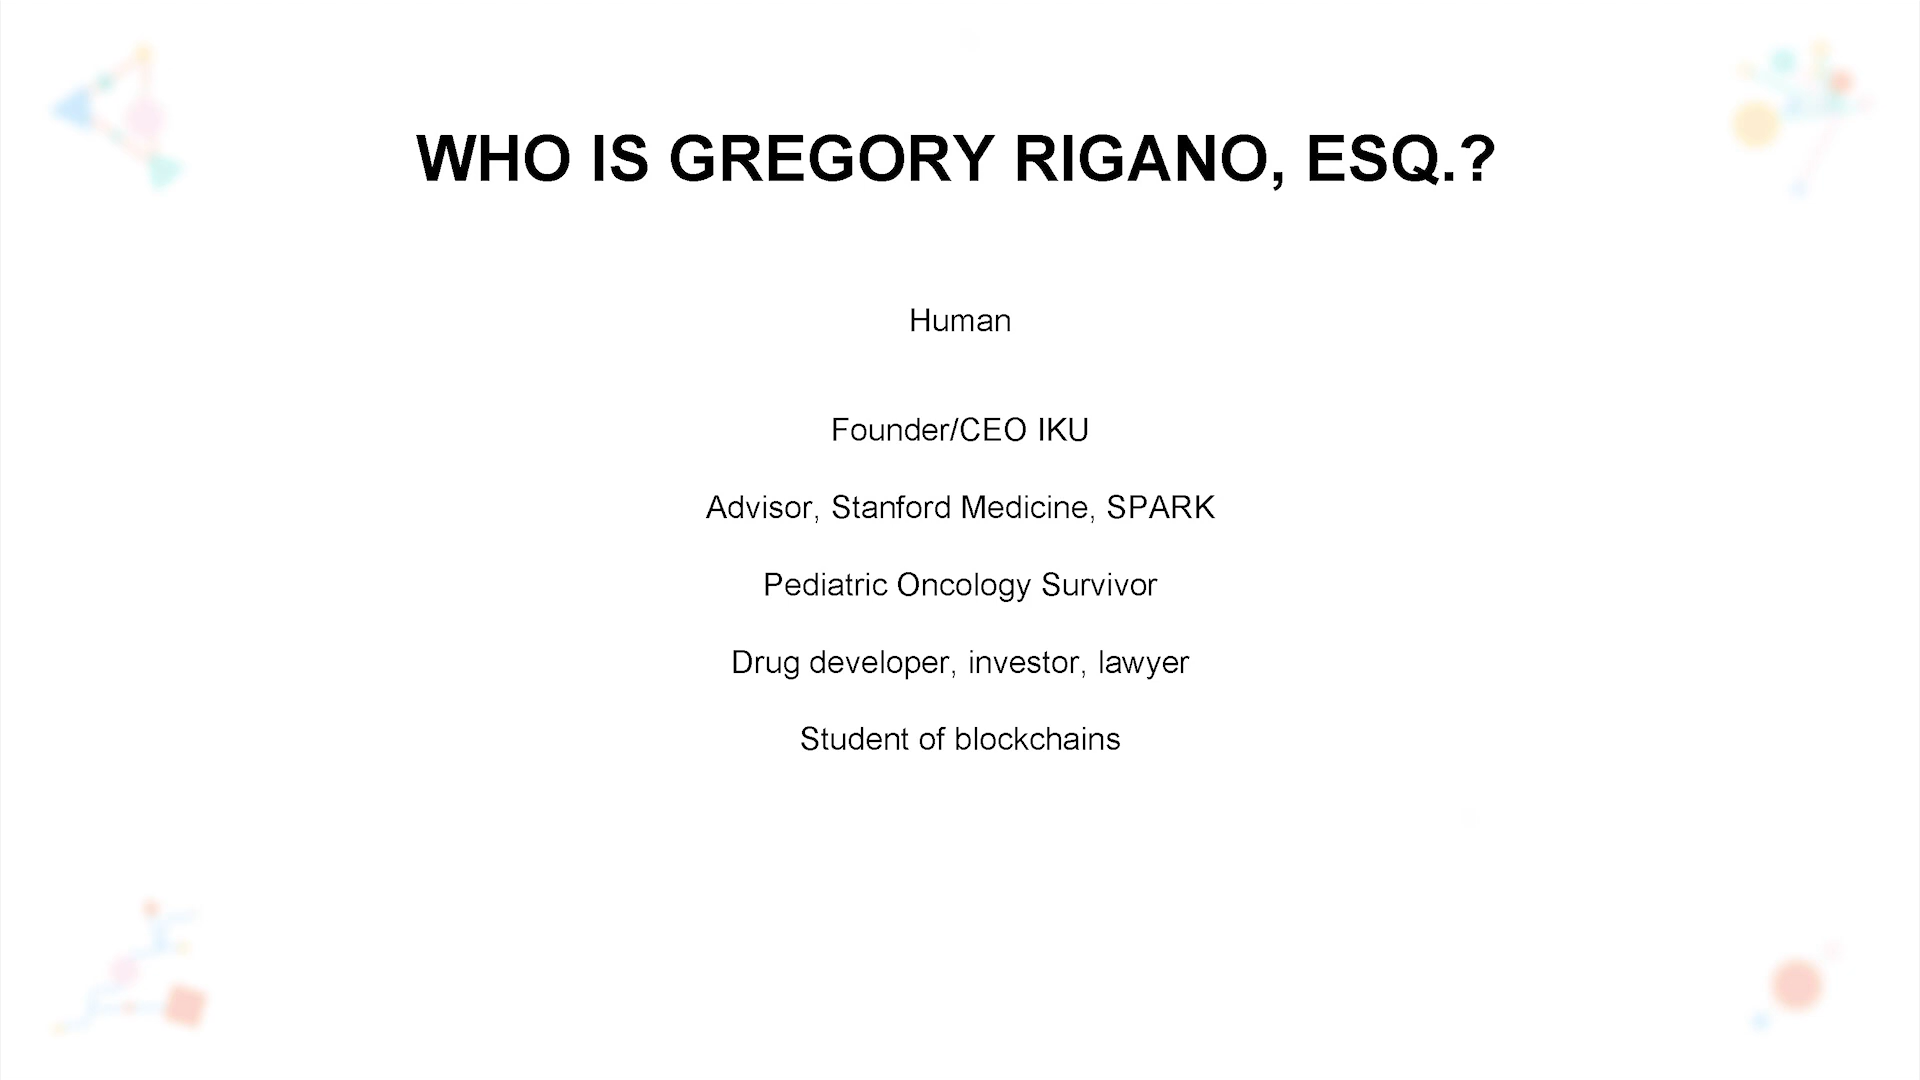 WHO IS GREGORY RIGANO, ESQ.?
Human
Founder/CEO IKU
Advisor, Stanford Medicine, SPARK
Pediatric Oncology Survivor
Drug developer, investor, lawyer
Student of blockchains